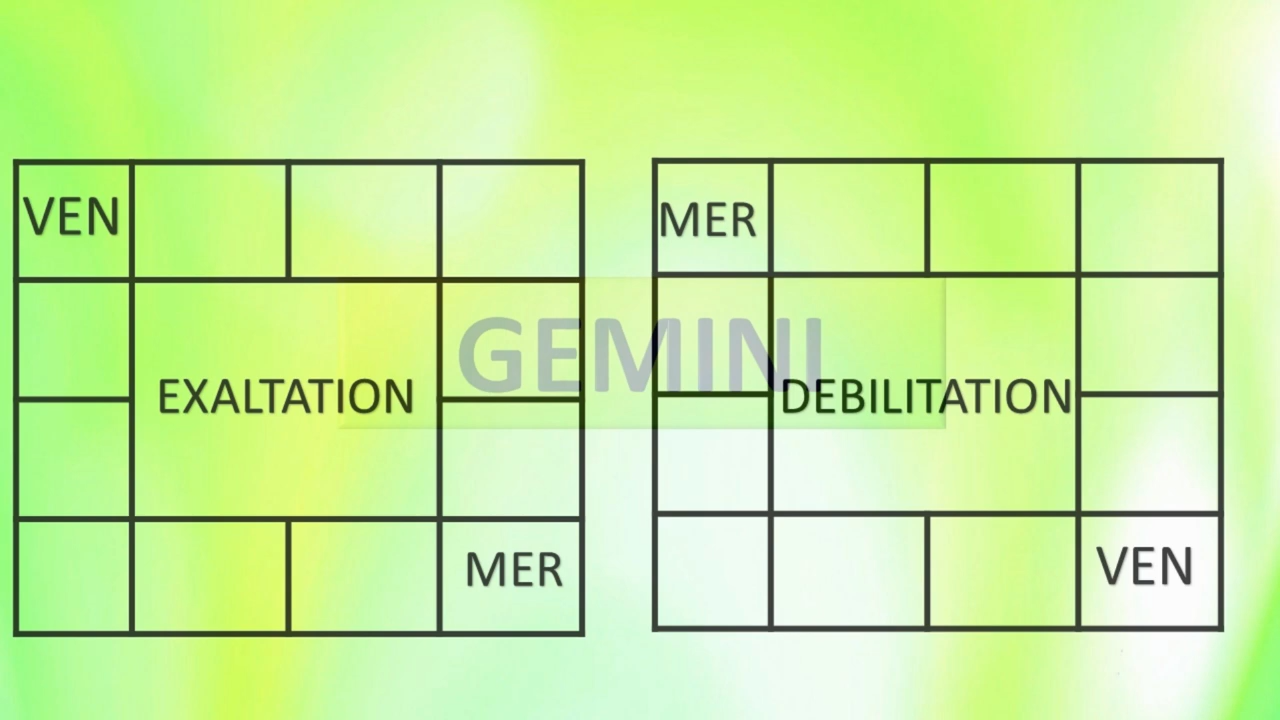 VEN
MER
GEMINI
EXALTATION
DEBILITATION
MER
VEN